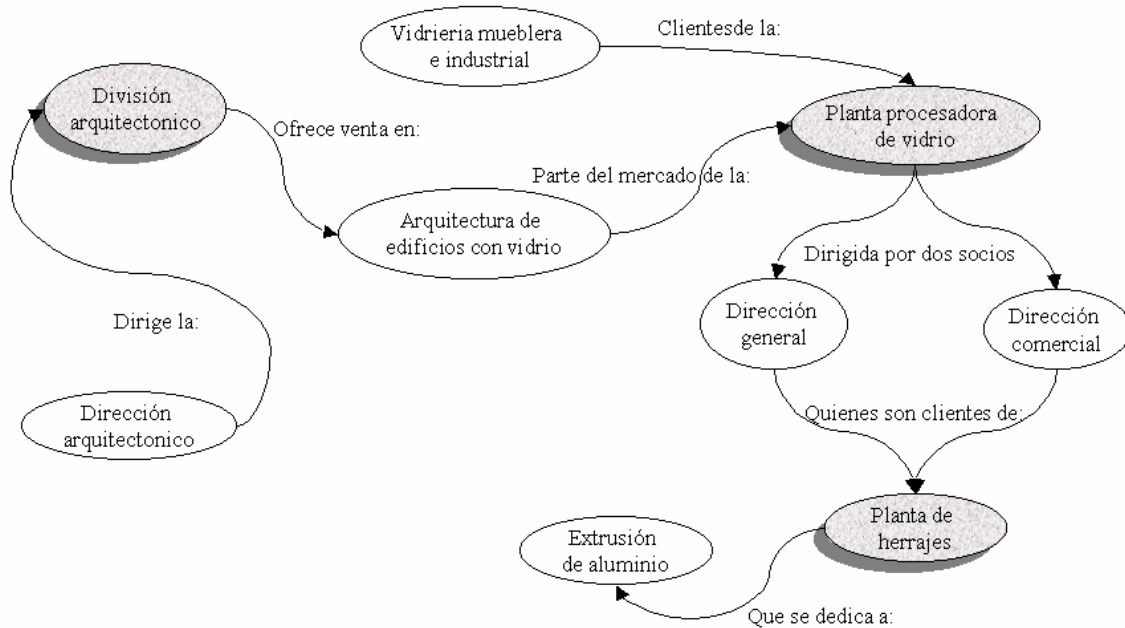 Vidrieria mueblera
e industrial
Clientesde la:
División
arquitectonico
Ofrece venta en:
Planta procesadora
de vidrio
Parte del mercado de la:
Arquitectura de
edificios con vidrio
Dirigida por dos socios
Dirección
general
Dirección
comercial
Dirige la:
Dirección
arquitectonico
Quienes son clientes de:
Planta de
herrajes
Extrusión
de aluminio
Que se dedica a: